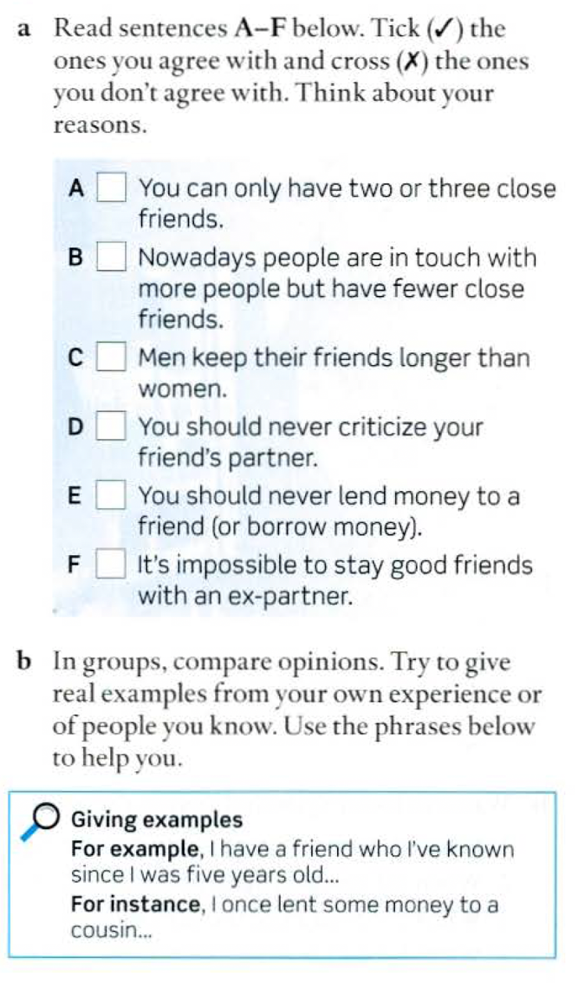 a Read sentences A–F below. Tick (✓) the
ones you agree with and cross (✗) the ones
you don't agree with. Think about your
reasons.
A You can only have two or three close
friends.
B Nowadays people are in touch with
more people but have fewer close
friends.
C Men keep their friends longer than
women.
D You should never criticize your
friend's partner.
E You should never lend money to a
friend (or borrow money).
F It's impossible to stay good friends
with an ex-partner.
b In groups, compare opinions. Try to give
real examples from your own experience or
of people you know. Use the phrases below
to help you.
Giving examples
For example, I have a friend who I've known
since I was five years old...
For instance, I once lent some money to a
cousin...